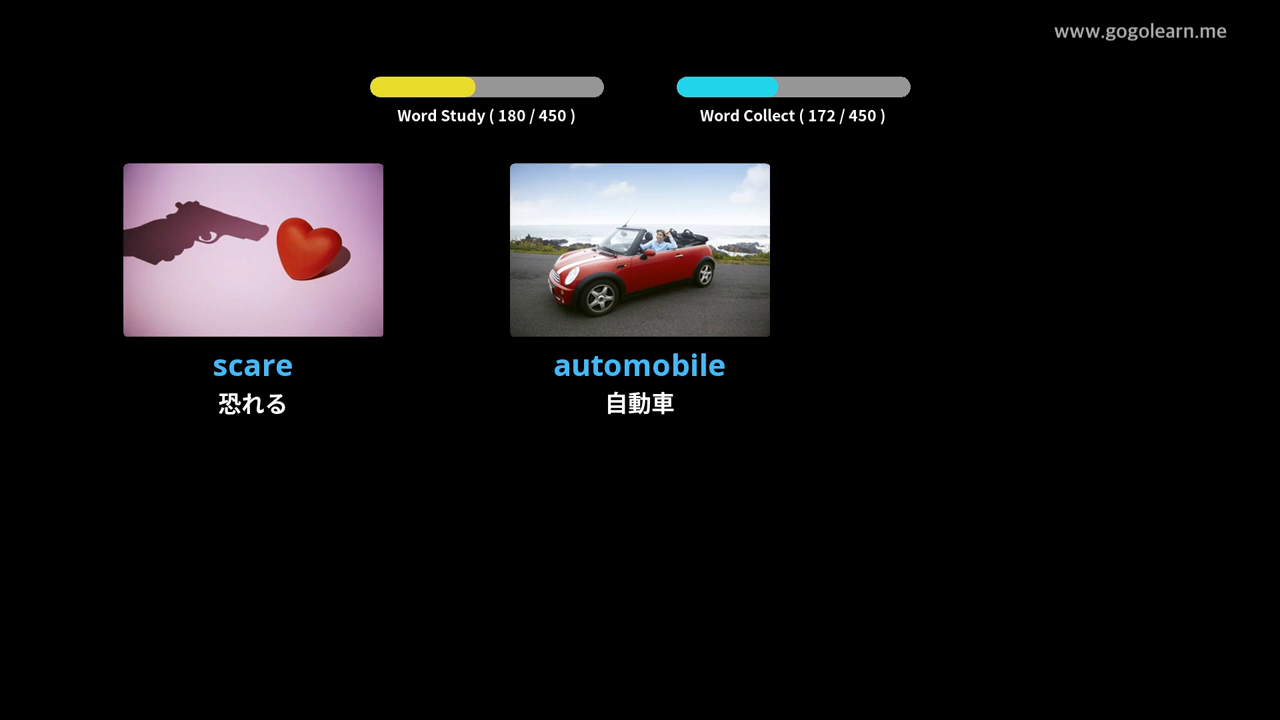 www.gogolearn.me
Word Study ( 180 / 450 )
Word Collect ( 172 / 450 )
scare
恐れる
automobile
自動車